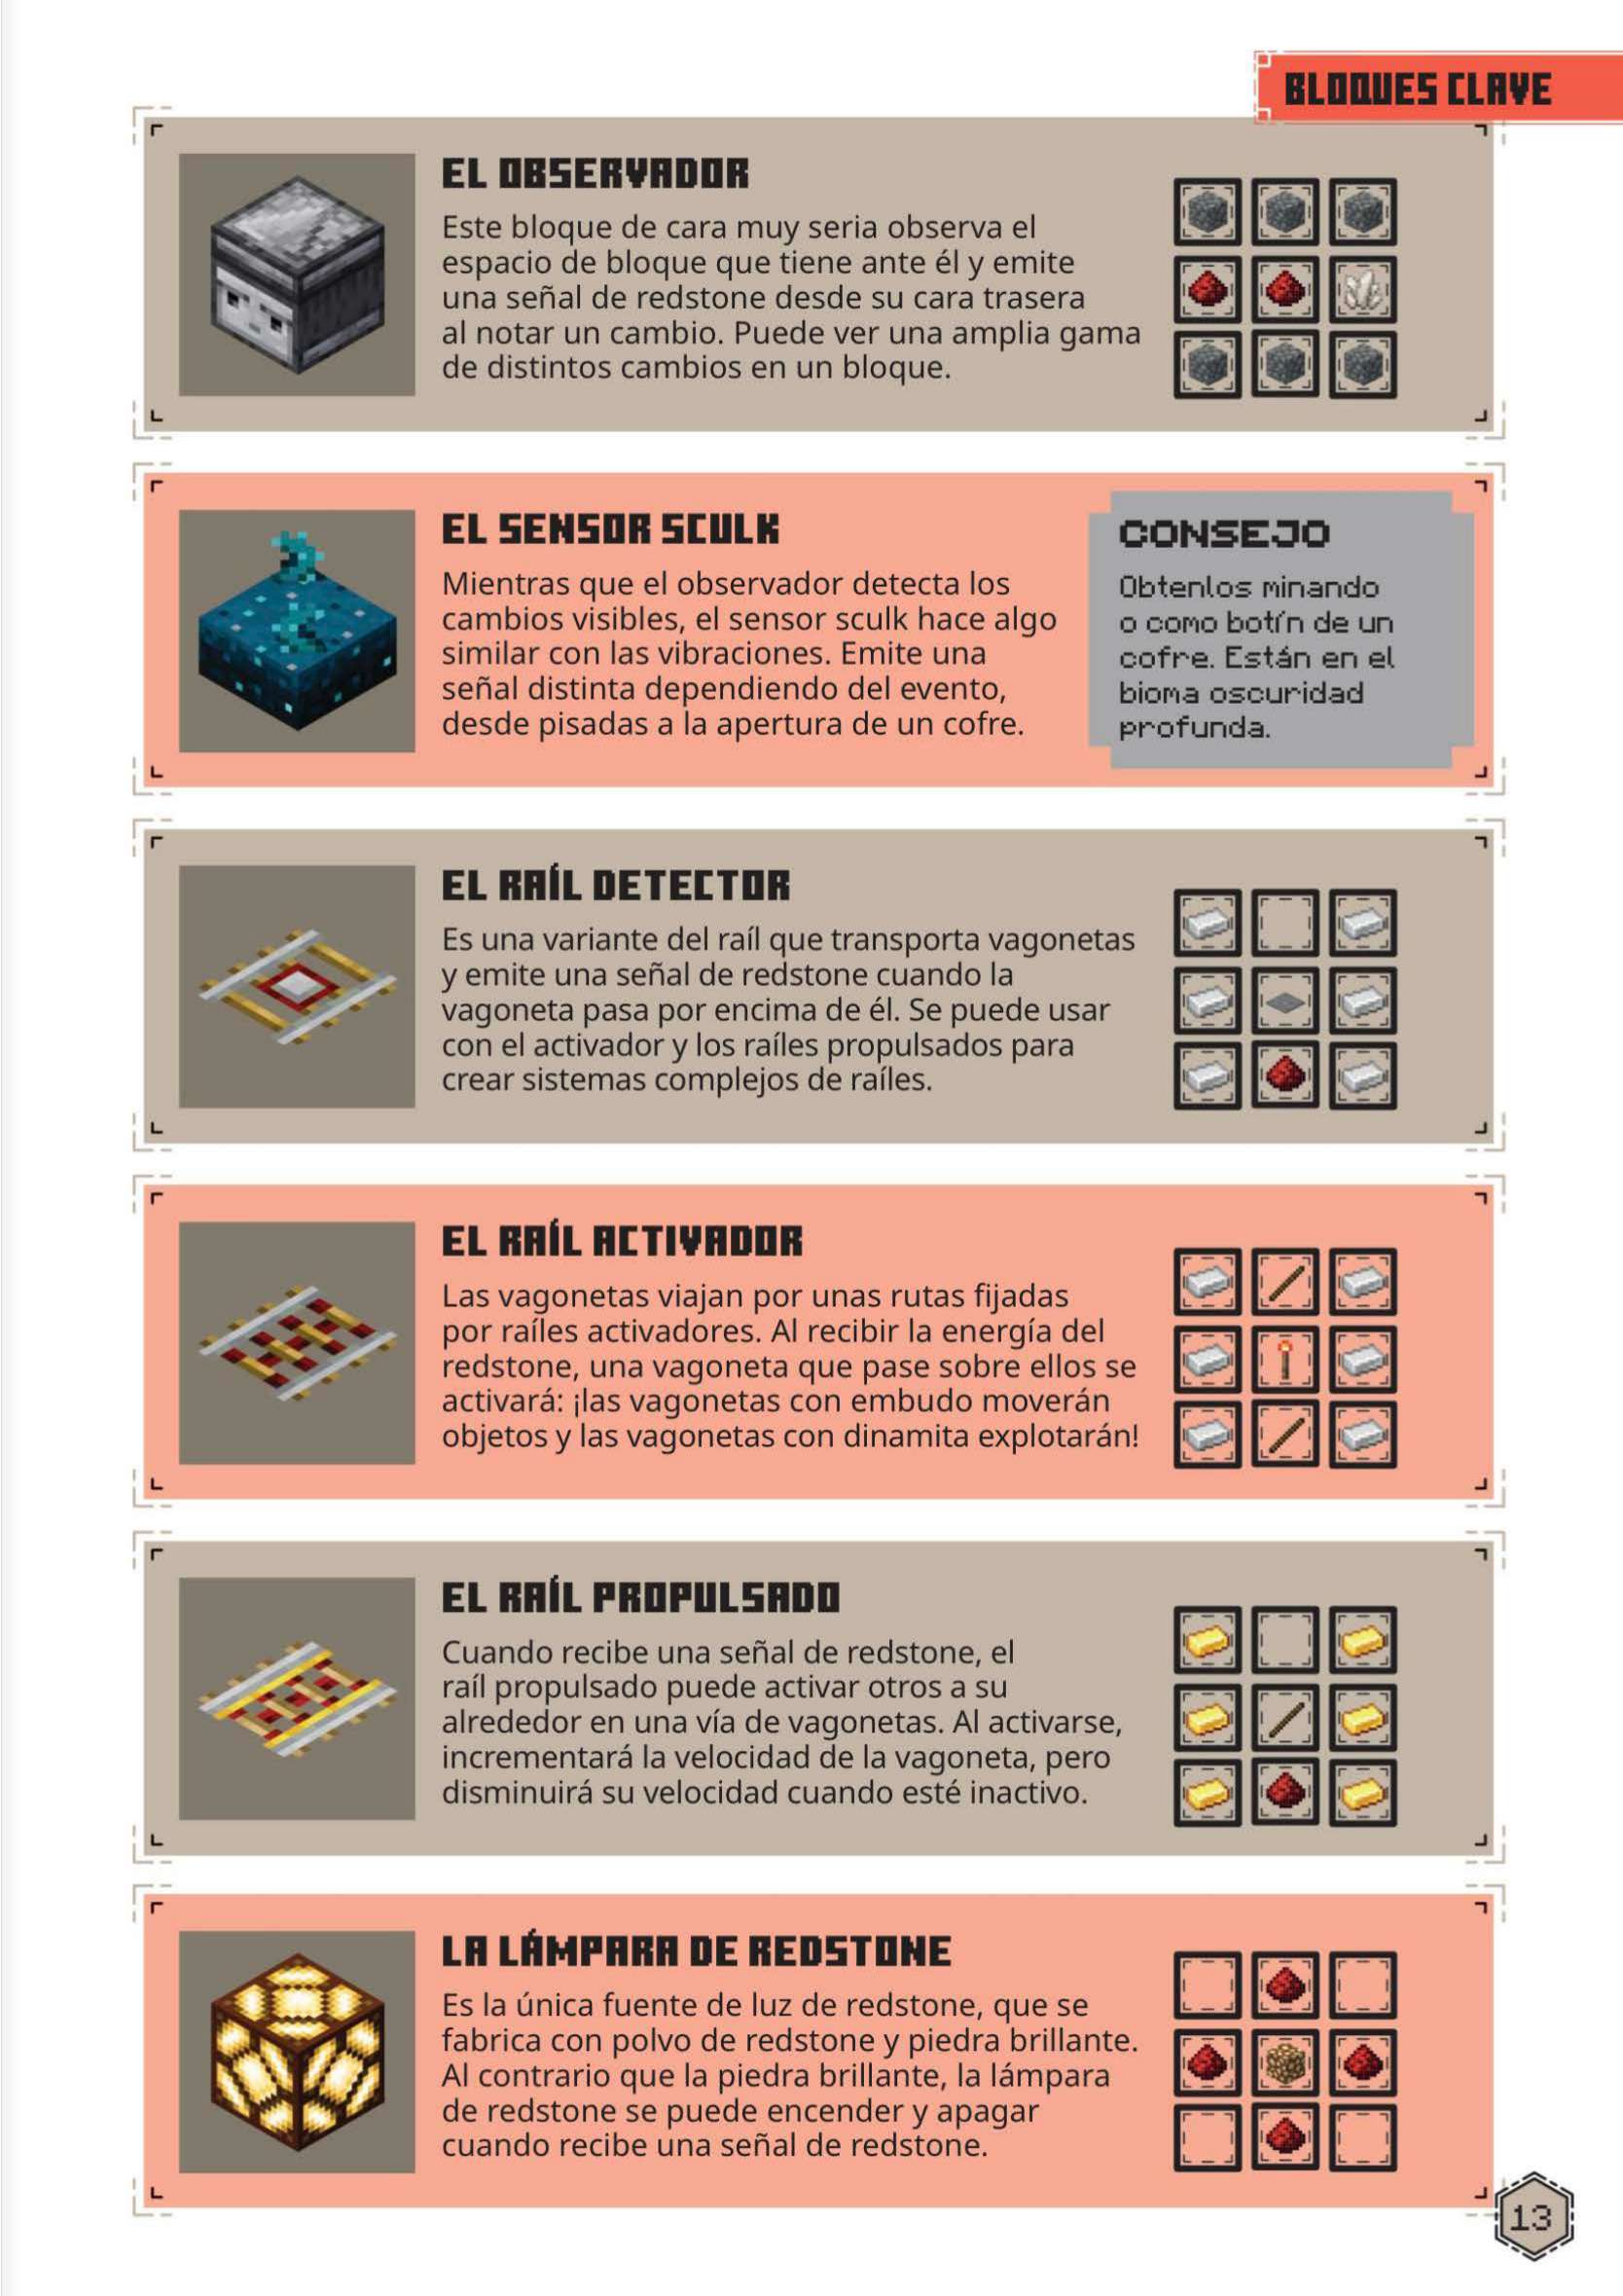 BLOQUES CLAVE
EL OBSERVADOR
Este bloque de cara muy seria observa el
espacio de bloque que tiene ante él y emite
una señal de redstone desde su cara trasera
al notar un cambio. Puede ver una amplia gama
de distintos cambios en un bloque.
EL SENSOR SCULK
Mientras que el observador detecta los
cambios visibles, el sensor sculk hace algo
similar con las vibraciones. Emite una
señal distinta dependiendo del evento,
desde pisadas a la apertura de un cofre.
CONSEJO
Obtenlos minando
o como botín de un
cofre. Están en el
bioma oscuridad
profunda.
EL RAÍL DETECTOR
Es una variante del raíl que transporta vagonetas
y emite una señal de redstone cuando la
vagoneta pasa por encima de él. Se puede usar
con el activador y los raíles propulsados para
crear sistemas complejos de raíles.
EL RAÍL ACTIVADOR
Las vagonetas viajan por unas rutas fijadas
por raíles activadores. Al recibir la energía del
redstone, una vagoneta que pase sobre ellos se
activará: ¡las vagonetas con embudo moverán
objetos y las vagonetas con dinamita explotarán!
EL RAÍL PROPULSADO
Cuando recibe una señal de redstone, el
raíl propulsado puede activar otros a su
alrededor en una vía de vagonetas. Al activarse,
incrementará la velocidad de la vagoneta, pero
disminuirá su velocidad cuando esté inactivo.
LA LÁMPARA DE REDSTONE
Es la única fuente de luz de redstone, que se
fabrica con polvo de redstone y piedra brillante.
Al contrario que la piedra brillante, la lámpara
de redstone se puede encender y apagar
cuando recibe una señal de redstone.
13